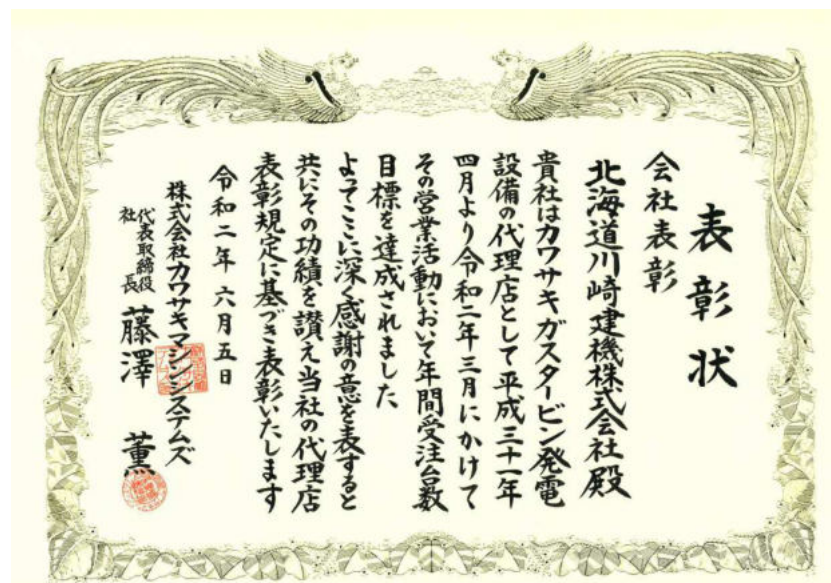 表彰状
会社表彰
北海道川崎建機株式会社殿
貴社はカワサキガスタービン発電
設備の代理店として平成三十一年
四月より令和二年三月にかけて
その営業活動において年間受注台数
目標を達成されました
よってここに深く感謝の意を表すると
共にその功績を讃え当社の代理店
表彰規定に基づき表彰いたします
令和二年六月五日
株式会社カワサキマシンシステムズ
代表取締役
社長
藤澤 薫